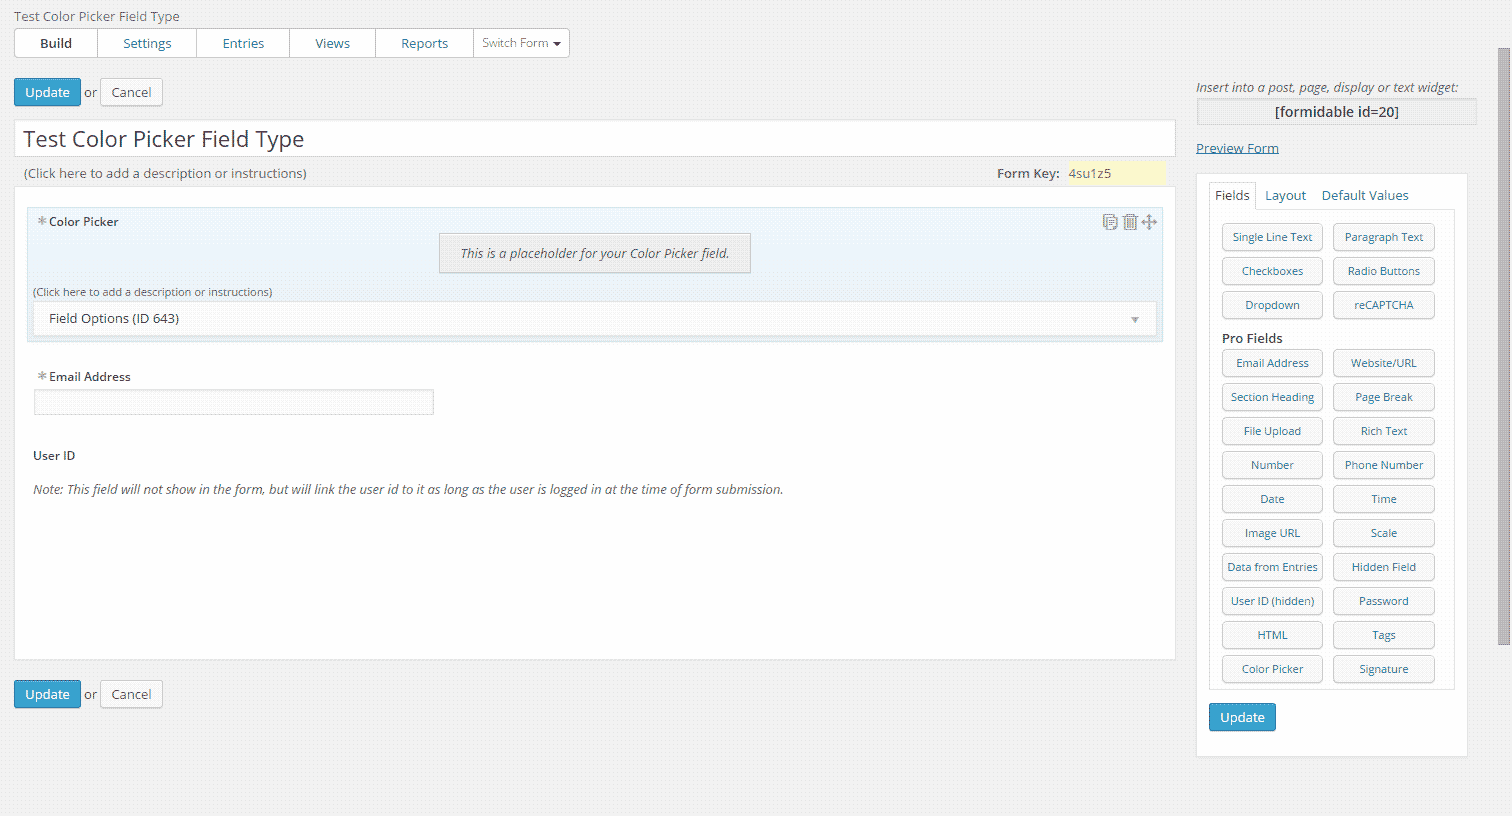 Test Color Picker Field Type
Build Settings Entries Views Reports Switch Form
Update or Cancel
Test Color Picker Field Type
(Click here to add a description or instructions) Form Key: 4su1z5
* Color Picker
This is a placeholder for your Color Picker field.
(Click here to add a description or instructions)
Field Options (ID 643)
* Email Address
User ID
Note: This field will not show in the form, but will link the user id to it as long as the user is logged in at the time of form submission.
Update or Cancel
Insert into a post, page, display or text widget:
[formidable id=20]
Preview Form
Fields Layout Default Values
Single Line Text Paragraph Text
Checkboxes Radio Buttons
Dropdown reCAPTCHA
Pro Fields
Email Address Website/URL
Section Heading Page Break
File Upload Rich Text
Number Phone Number
Date Time
Image URL Scale
Data from Entries Hidden Field
User ID (hidden) Password
HTML Tags
Color Picker Signature
Update